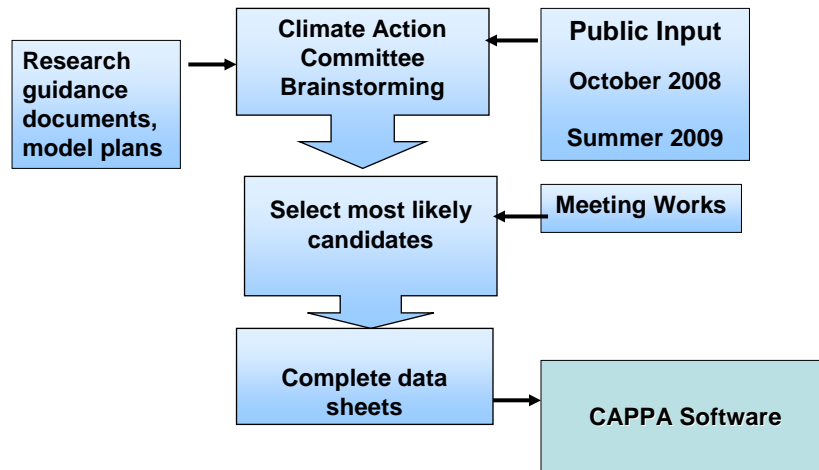 Climate Action
Committee
Brainstorming
Public Input
October 2008
Summer 2009
Research
guidance
documents,
model plans
Select most likely
candidates
Meeting Works
Complete data
sheets
CAPPA Software